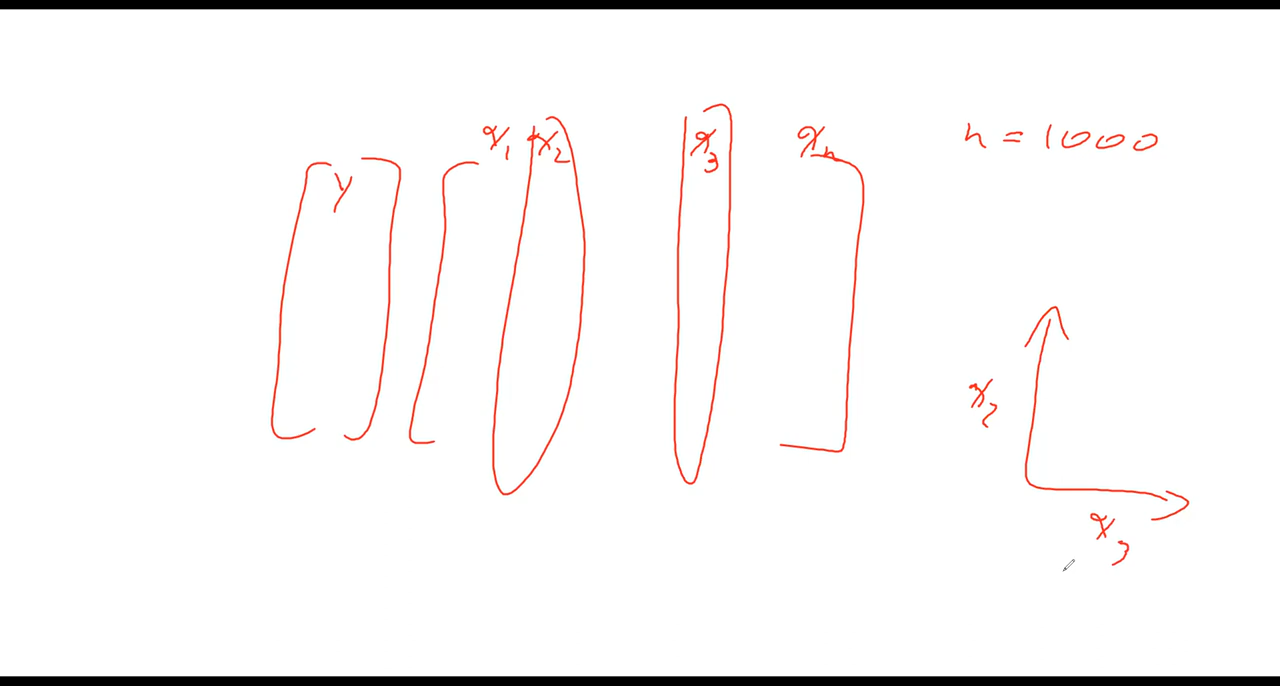 y x₁ x₂ x₃ xₙ n = 1000
x₂
x₃